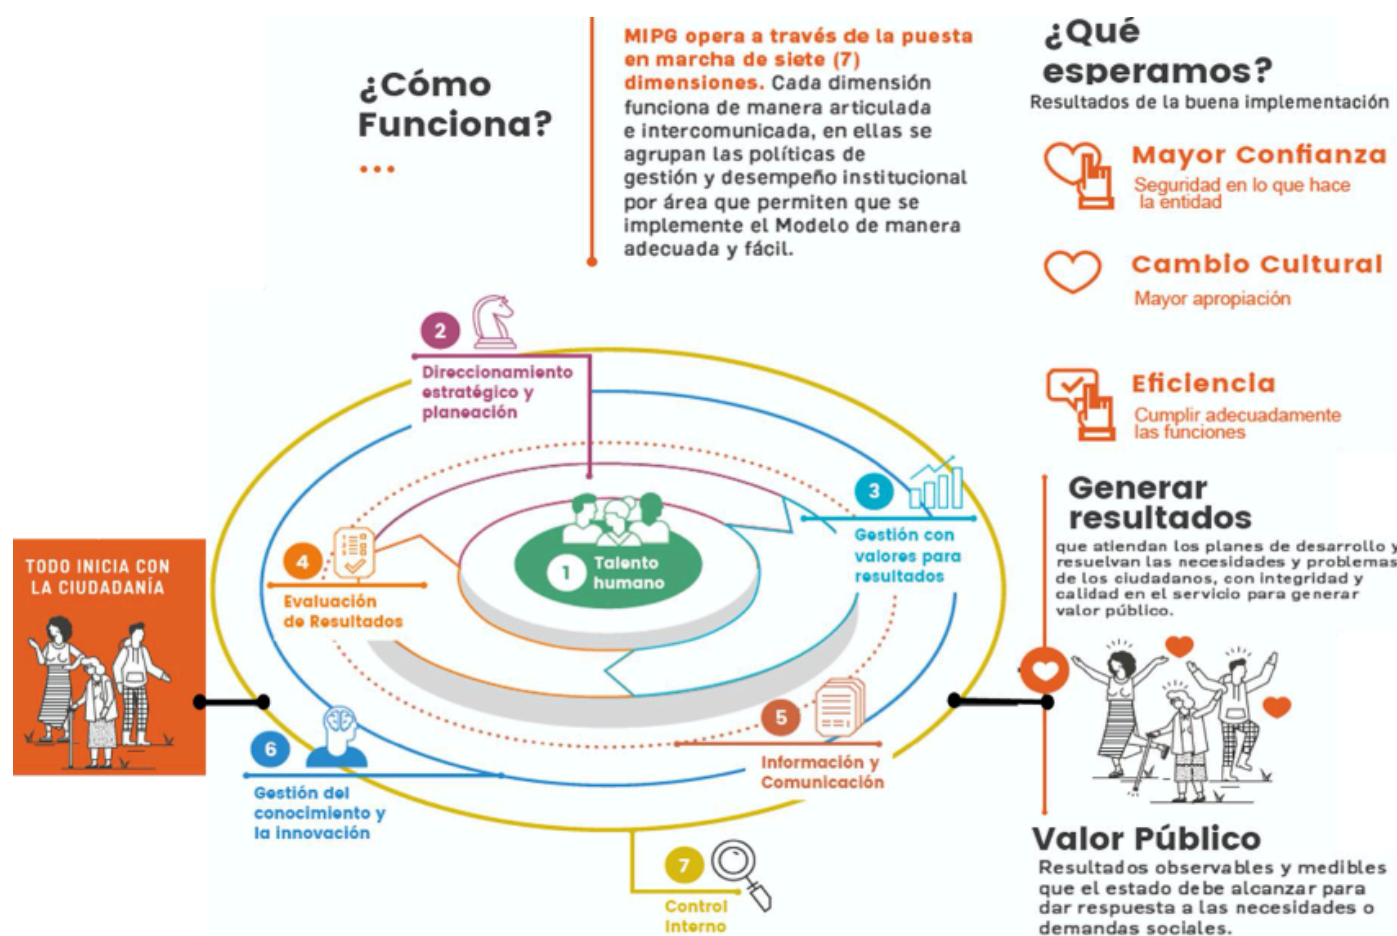 ¿Cómo
Funciona?
MIPG opera a través de la puesta
en marcha de siete (7)
dimensiones. Cada dimensión
funciona de manera articulada
e intercomunicada, en ellas se
agrupan las políticas de
gestión y desempeño institucional
por área que permiten que se
implemente el Modelo de manera
adecuada y fácil.
¿Qué
esperamos?
Resultados de la buena implementación
Mayor Confianza
Seguridad en lo que hace
la entidad
Cambio Cultural
Mayor apropiación
Eficiencia
Cumplir adecuadamente
las funciones
TODO INICIA CON
LA CIUDADANÍA
1
Talento
humano
2
Direccionamiento
estratégico y
planeación
3
Gestión con
valores para
resultados
4
Evaluación
de Resultados
5
Información y
Comunicación
6
Gestión del
conocimiento y
la innovación
7
Control
Interno
Generar
resultados
que atiendan los planes de desarrollo y
resuelvan las necesidades y problemas
de los ciudadanos, con integridad y
calidad en el servicio para generar
valor público.
Valor Público
Resultados observables y medibles
que el estado debe alcanzar para
dar respuesta a las necesidades o
demandas sociales.